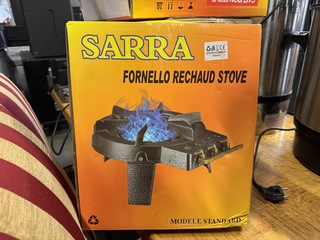 SARRA
FORNELLO RECHAUD STOVE
MODELE STANDARD